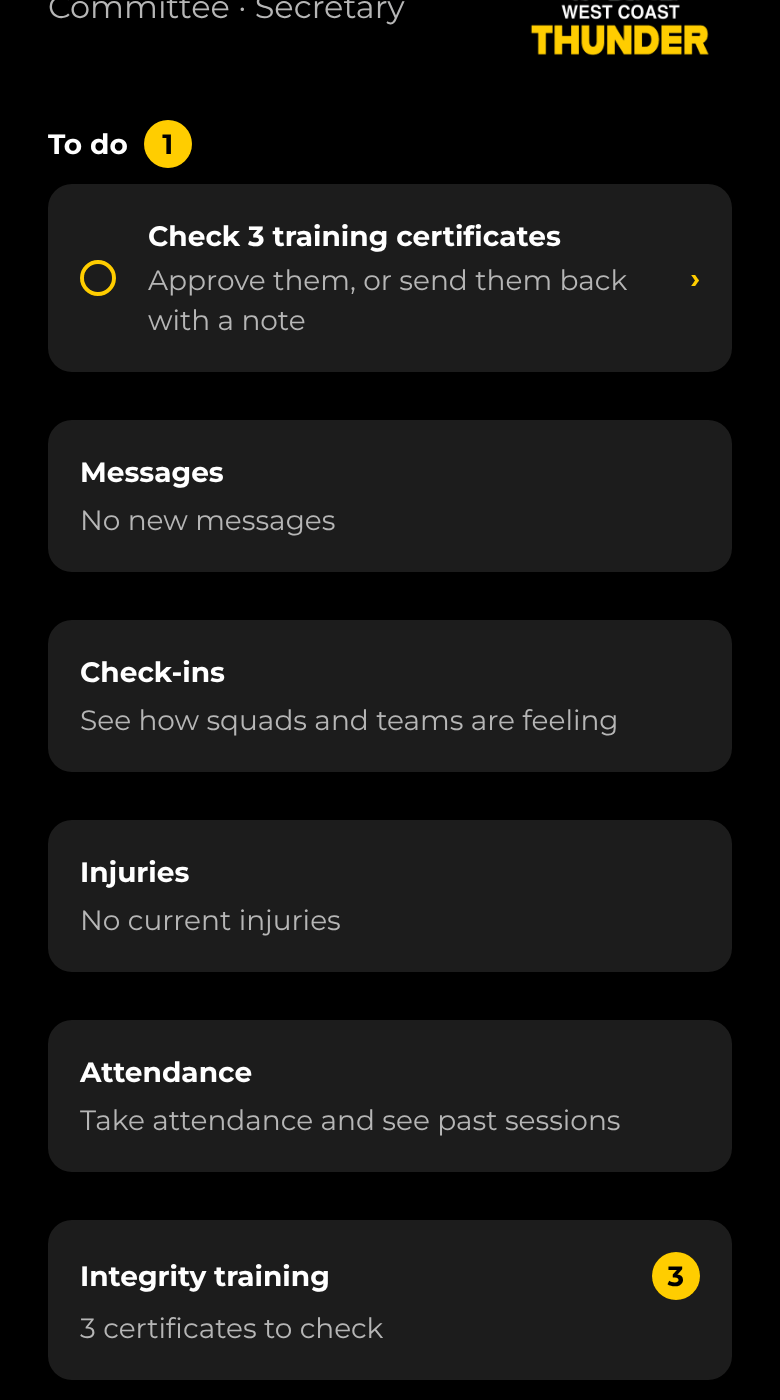 Committee · Secretary
WEST COAST
THUNDER
To do 1
Check 3 training certificates
Approve them, or send them back
with a note
›
Messages
No new messages
Check-ins
See how squads and teams are feeling
Injuries
No current injuries
Attendance
Take attendance and see past sessions
Integrity training 3
3 certificates to check